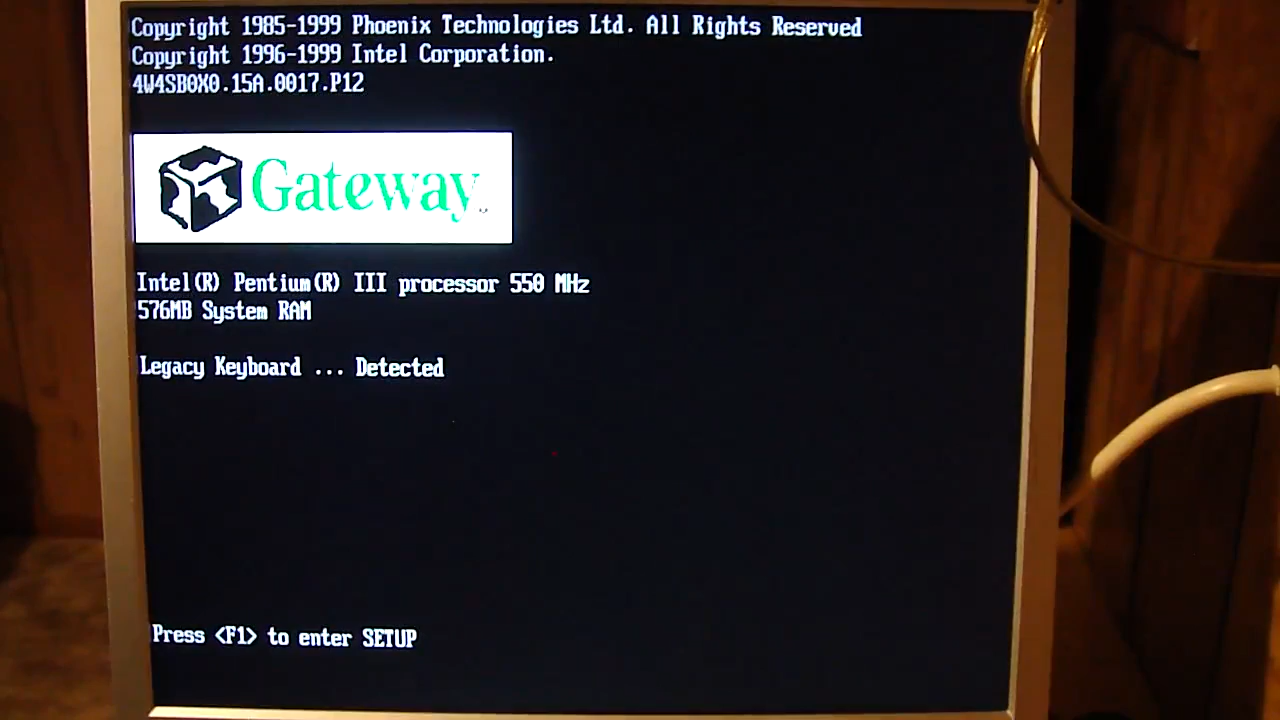 Copyright 1985-1999 Phoenix Technologies Ltd. All Rights Reserved
Copyright 1996-1999 Intel Corporation.
4W4SB0X0.15A.0017.P12
Gateway
Intel(R) Pentium(R) III processor 550 MHz
576MB System RAM
Legacy Keyboard ... Detected
Press <F1> to enter SETUP